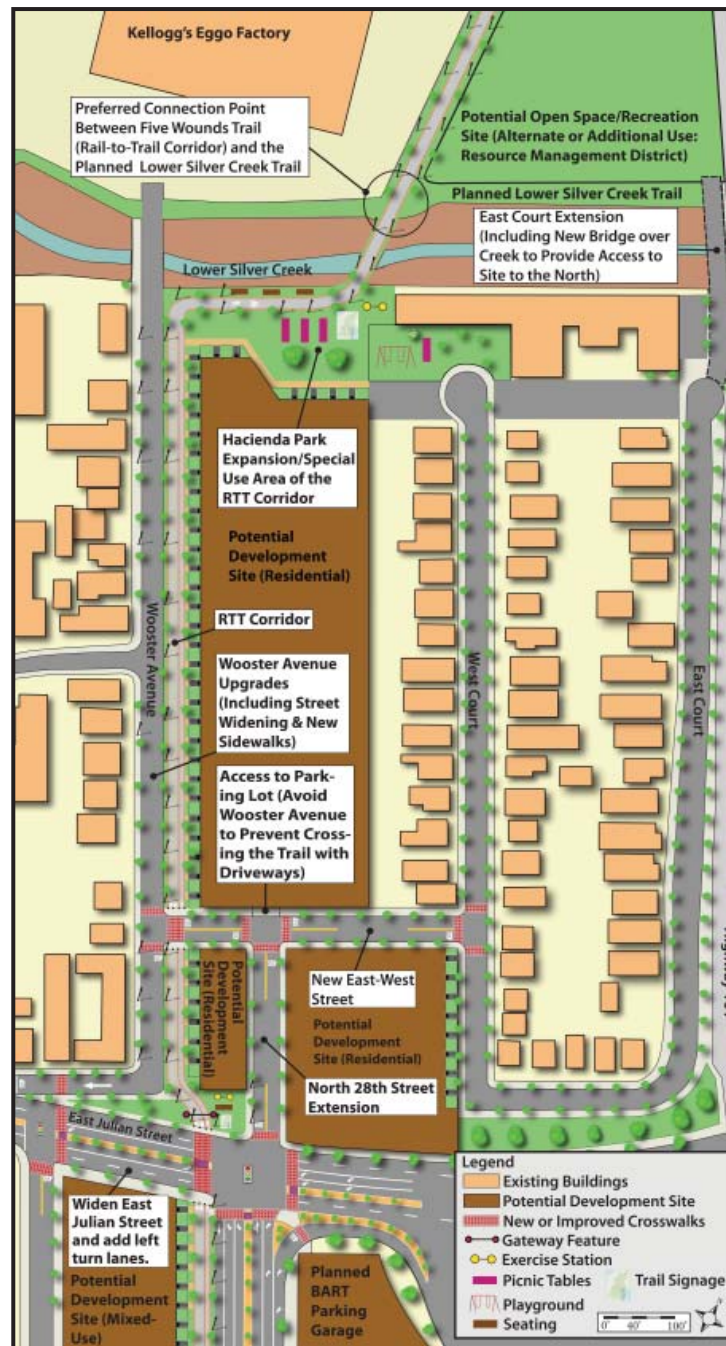 Kellogg's Eggo Factory
Preferred Connection Point
Between Five Wounds Trail
(Rail-to-Trail Corridor) and the
Planned Lower Silver Creek Trail
Potential Open Space/Recreation
Site (Alternate or Additional Use:
Resource Management District)
Planned Lower Silver Creek Trail
East Court Extension
(Including New Bridge over
Creek to Provide Access to
Site to the North)
Lower Silver Creek
Hacienda Park
Expansion/Special
Use Area of the
RTT Corridor
Potential
Development
Site (Residential)
Wooster Avenue
RTT Corridor
Wooster Avenue
Upgrades
(Including Street
Widening & New
Sidewalks)
West Court
East Court
Access to Park-
ing Lot (Avoid
Wooster Avenue
to Prevent Cross-
ing the Trail with
Driveways)
Potential
Development
Site (Residential)
New East-West
Street
Potential
Development
Site (Residential)
North 28th Street
Extension
East Julian Street
Widen East
Julian Street
and add left
turn lanes.
Potential
Development
Site (Mixed-
Use)
Planned
BART
Parking
Garage
Legend
Existing Buildings
Potential Development Site
New or Improved Crosswalks
Gateway Feature
Exercise Station
Picnic Tables
Trail Signage
Playground
Seating
0' 40' 100'